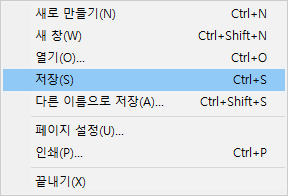 새로 만들기(N) Ctrl+N
새 창(W) Ctrl+Shift+N
열기(O)... Ctrl+O
저장(S) Ctrl+S
다른 이름으로 저장(A)... Ctrl+Shift+S
페이지 설정(U)...
인쇄(P)... Ctrl+P
끝내기(X)